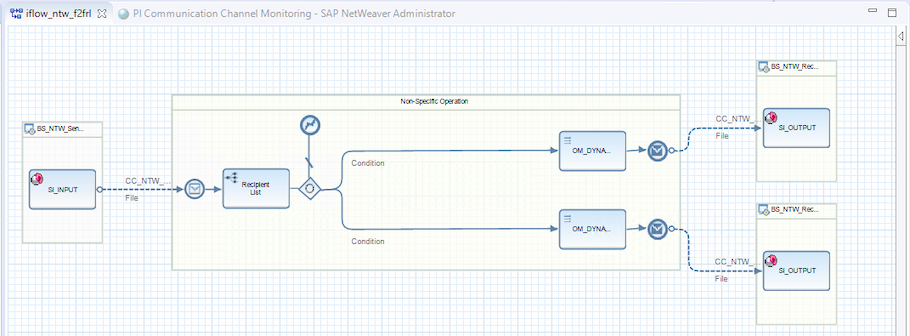 iflow_ntw_f2frl
PI Communication Channel Monitoring - SAP NetWeaver Administrator
BS_NTW_Rec...
CC_NTW_...
File
SI_OUTPUT
Non-Specific Operation
BS_NTW_Sen...
SI_INPUT
CC_NTW_...
File
Recipient
List
Condition
OM_DYNA...
Condition
OM_DYNA...
BS_NTW_Rec...
CC_NTW_...
File
SI_OUTPUT